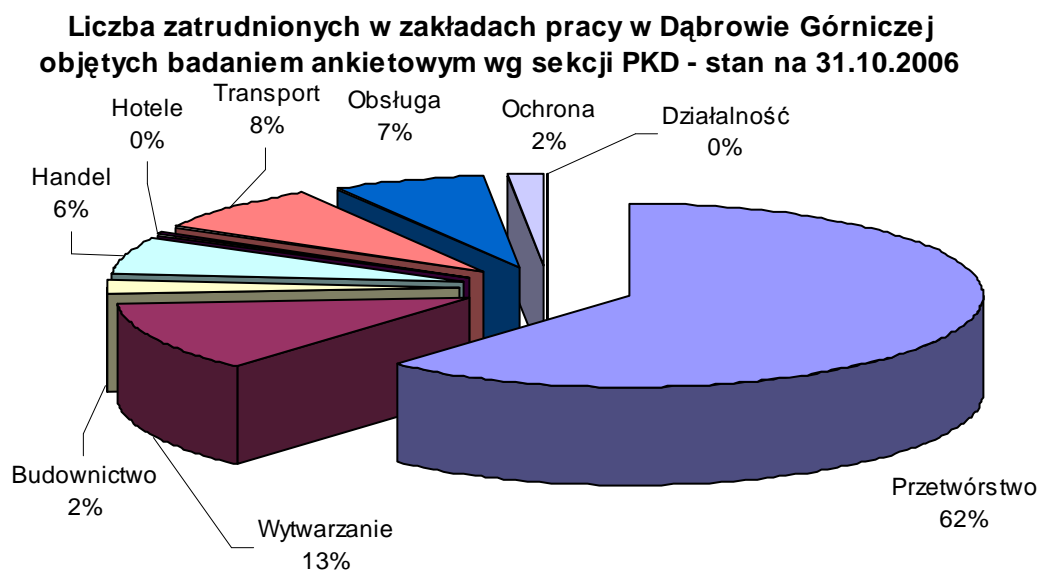 Liczba zatrudnionych w zakładach pracy w Dąbrowie Górniczej
objętych badaniem ankietowym wg sekcji PKD - stan na 31.10.2006
Hotele
0%
Transport
8%
Obsługa
7%
Ochrona
2%
Działalność
0%
Handel
6%
Budownictwo
2%
Wytwarzanie
13%
Przetwórstwo
62%